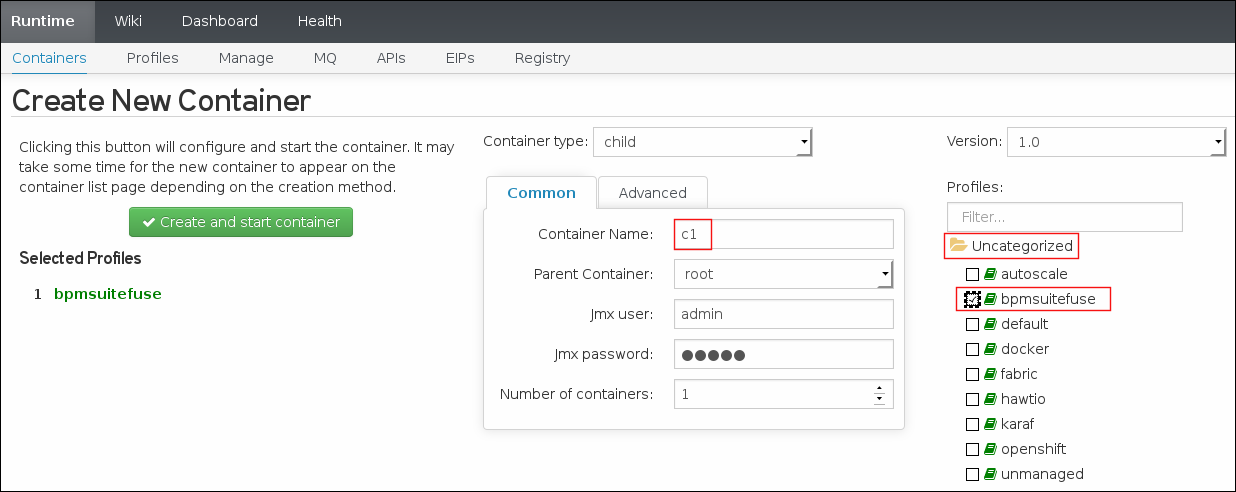 Runtime Wiki Dashboard Health
Containers Profiles Manage MQ APIs EIPs Registry
Create New Container
Clicking this button will configure and start the container. It may
take some time for the new container to appear on the
container list page depending on the creation method.
Create and start container
Selected Profiles
1 bpmsuitefuse
Container type: child
Common Advanced
Container Name: c1
Parent Container: root
Jmx user: admin
Jmx password: ●●●●●
Number of containers: 1
Version: 1.0
Profiles:
Filter...
Uncategorized
autoscale
bpmsuitefuse
default
docker
fabric
hawtio
karaf
openshift
unmanaged